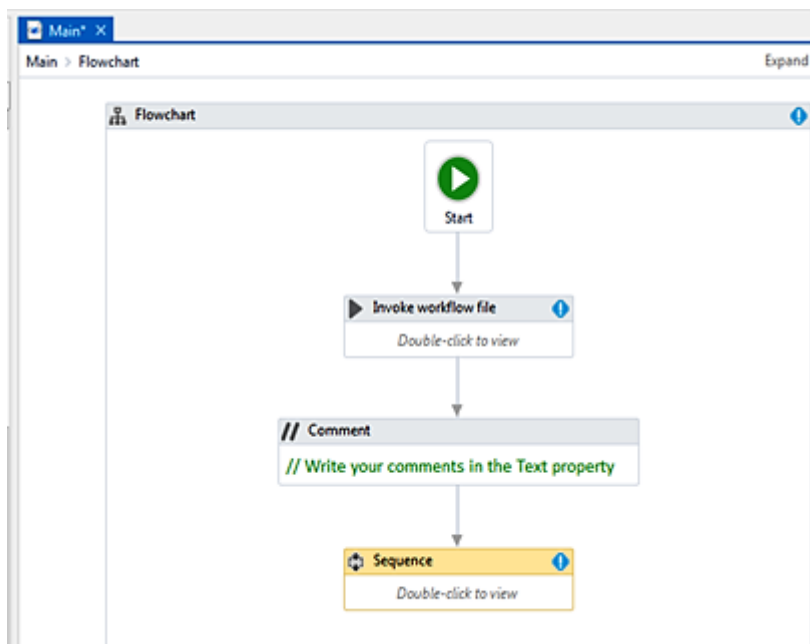 Main*
Main > Flowchart
Expand
Flowchart
Start
Invoke workflow file
Double-click to view
// Comment
// Write your comments in the Text property
Sequence
Double-click to view